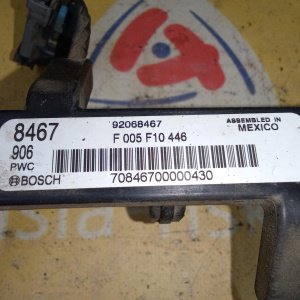 8467
92068467
ASSEMBLED IN
MEXICO
906
F 005 F10 446
PWC
BOSCH
70846700000430